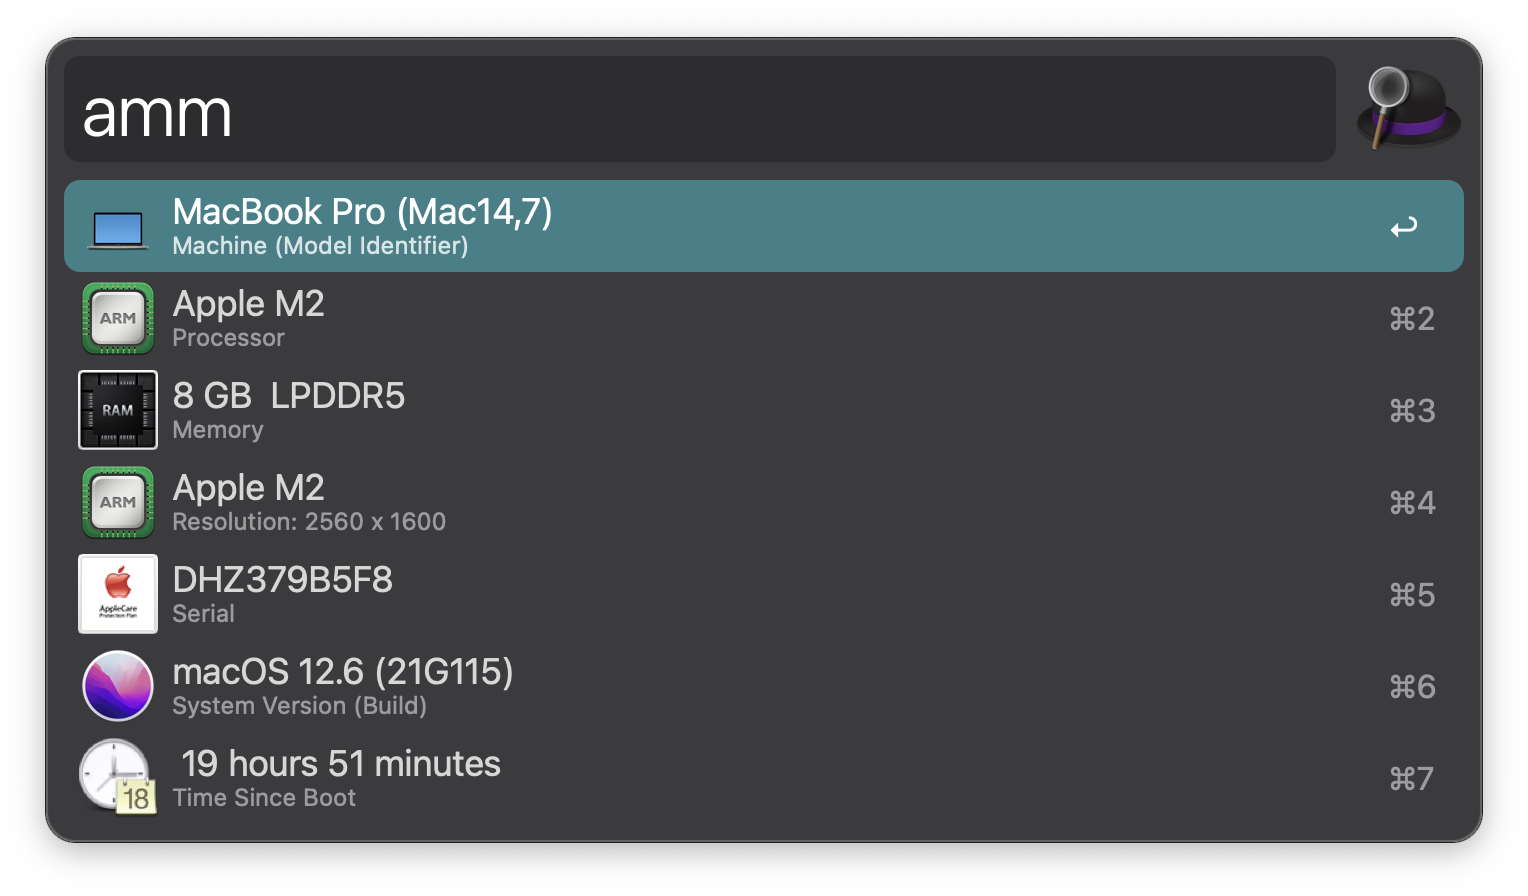 amm
MacBook Pro (Mac14,7)
Machine (Model Identifier)
ARM
Apple M2
Processor
⌘2
RAM
8 GB  LPDDR5
Memory
⌘3
ARM
Apple M2
Resolution: 2560 x 1600
⌘4
AppleCare
Protection Plan
DHZ379B5F8
Serial
⌘5
macOS 12.6 (21G115)
System Version (Build)
⌘6
18
19 hours 51 minutes
Time Since Boot
⌘7